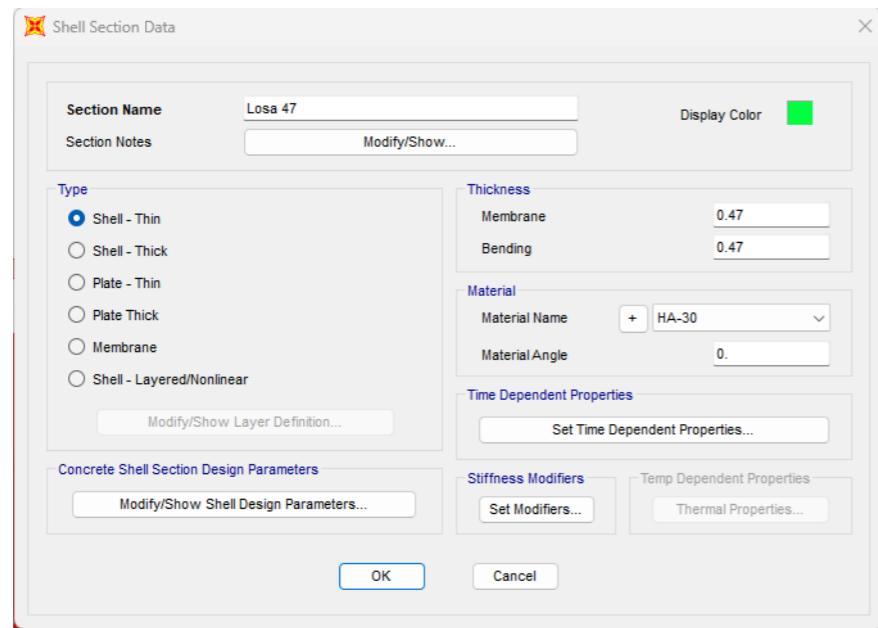 Shell Section Data
Section Name
Losa 47
Display Color
Section Notes
Modify/Show...
Type
Shell - Thin
Shell - Thick
Plate - Thin
Plate Thick
Membrane
Shell - Layered/Nonlinear
Modify/Show Layer Definition...
Thickness
Membrane
0.47
Bending
0.47
Material
Material Name
+
HA-30
Material Angle
0.
Time Dependent Properties
Set Time Dependent Properties...
Concrete Shell Section Design Parameters
Modify/Show Shell Design Parameters...
Stiffness Modifiers
Set Modifiers...
Temp Dependent Properties
Thermal Properties...
OK
Cancel